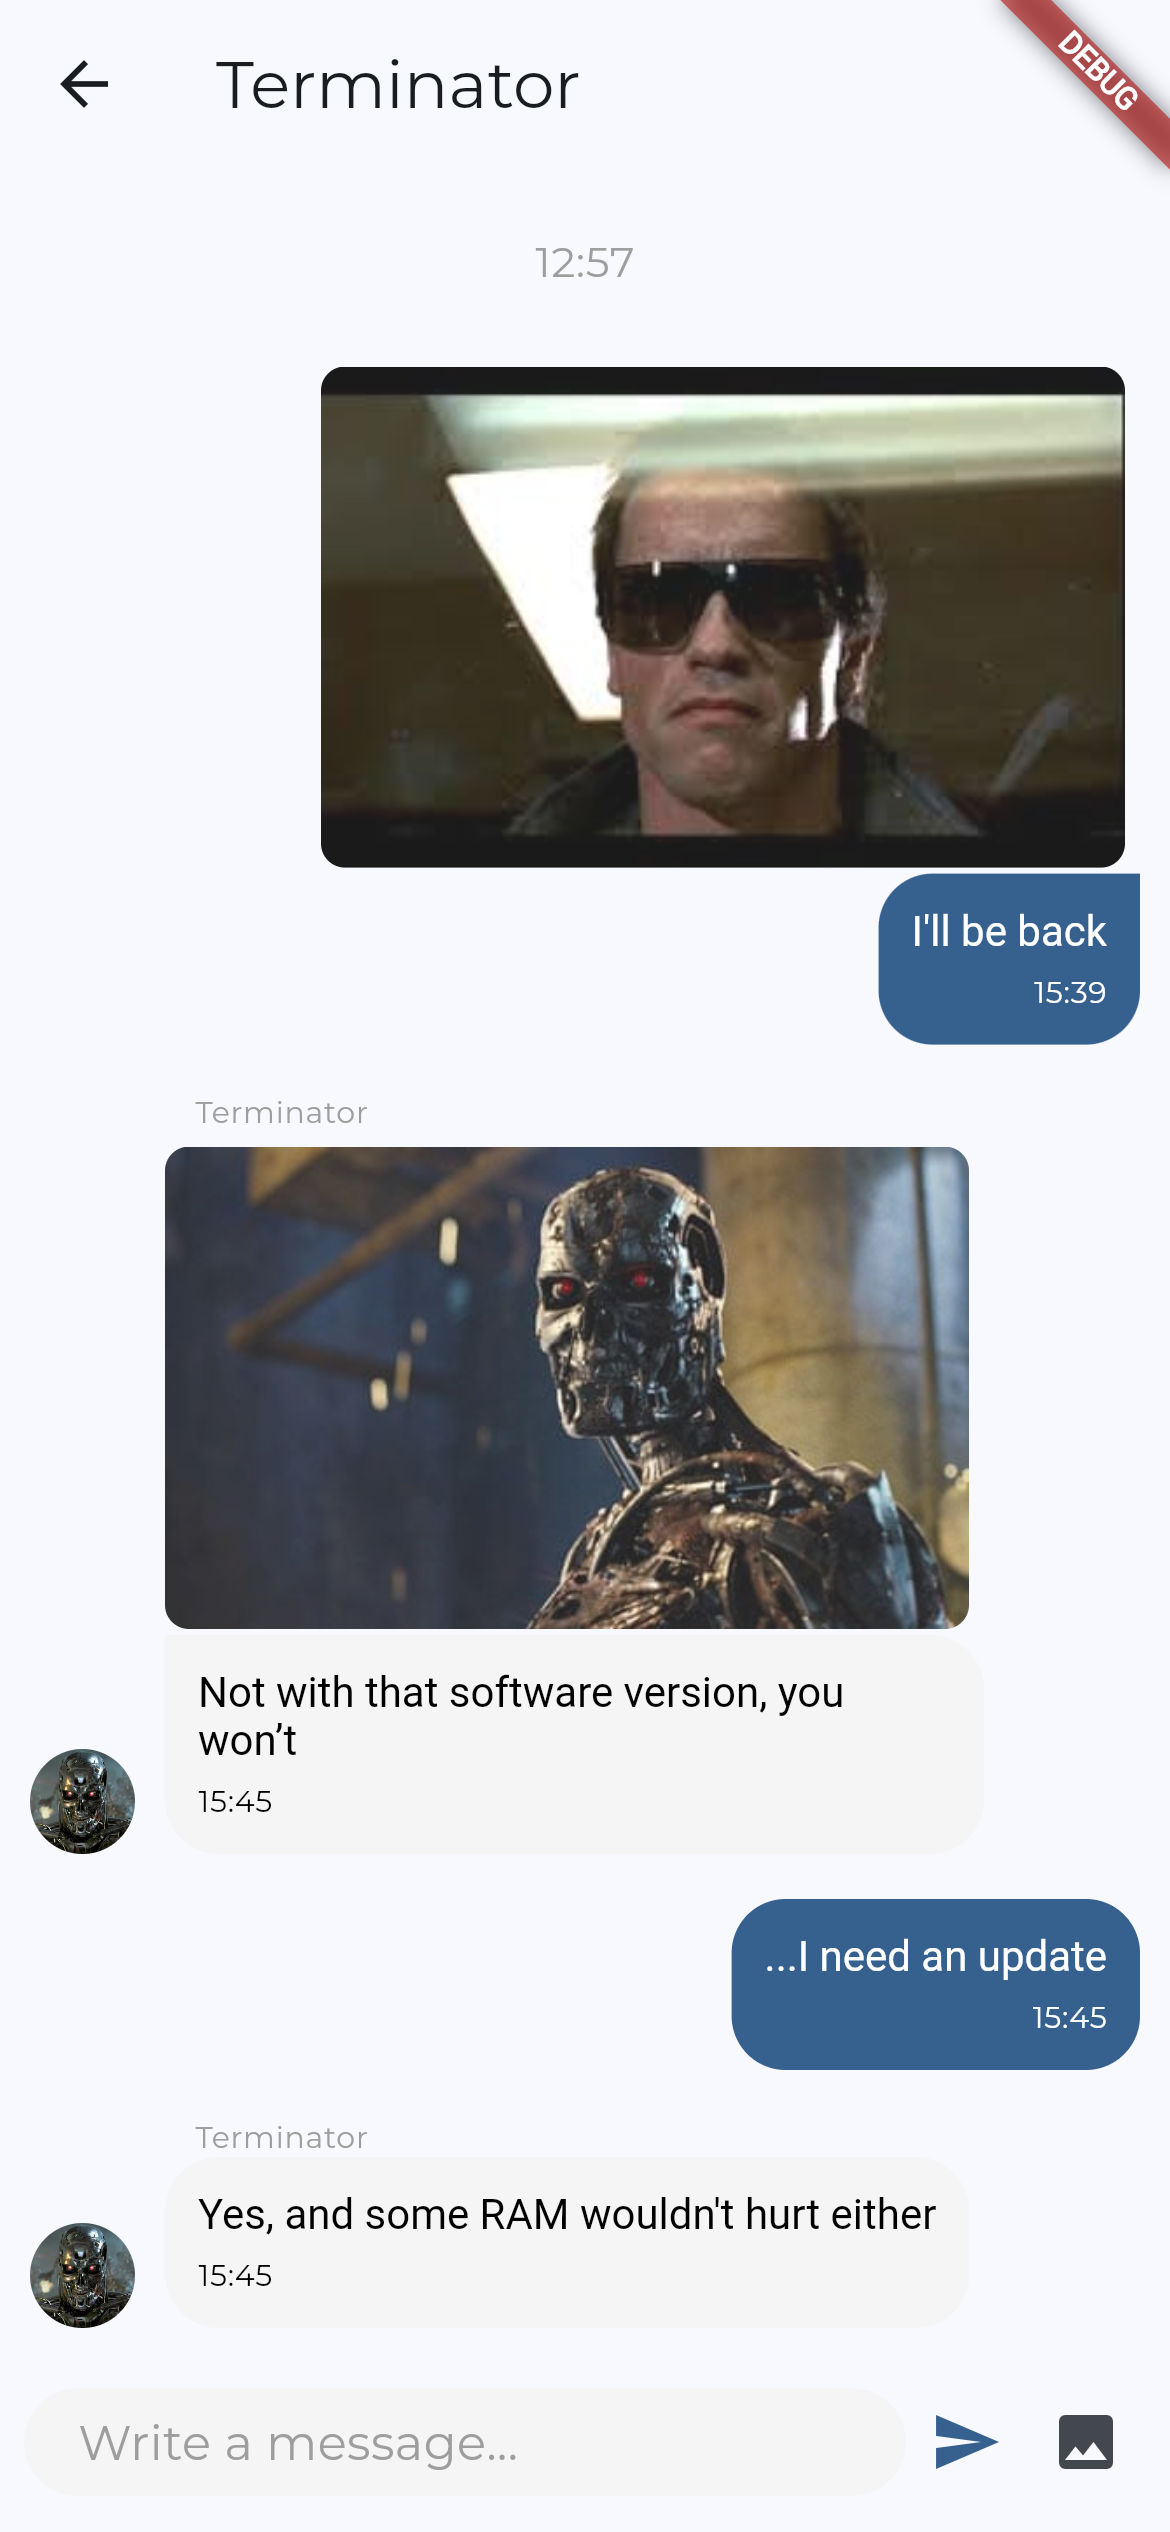 Terminator
DEBUG
12:57
I'll be back
15:39
Terminator
Not with that software version, you
won’t
15:45
...I need an update
15:45
Terminator
Yes, and some RAM wouldn't hurt either
15:45
Write a message...